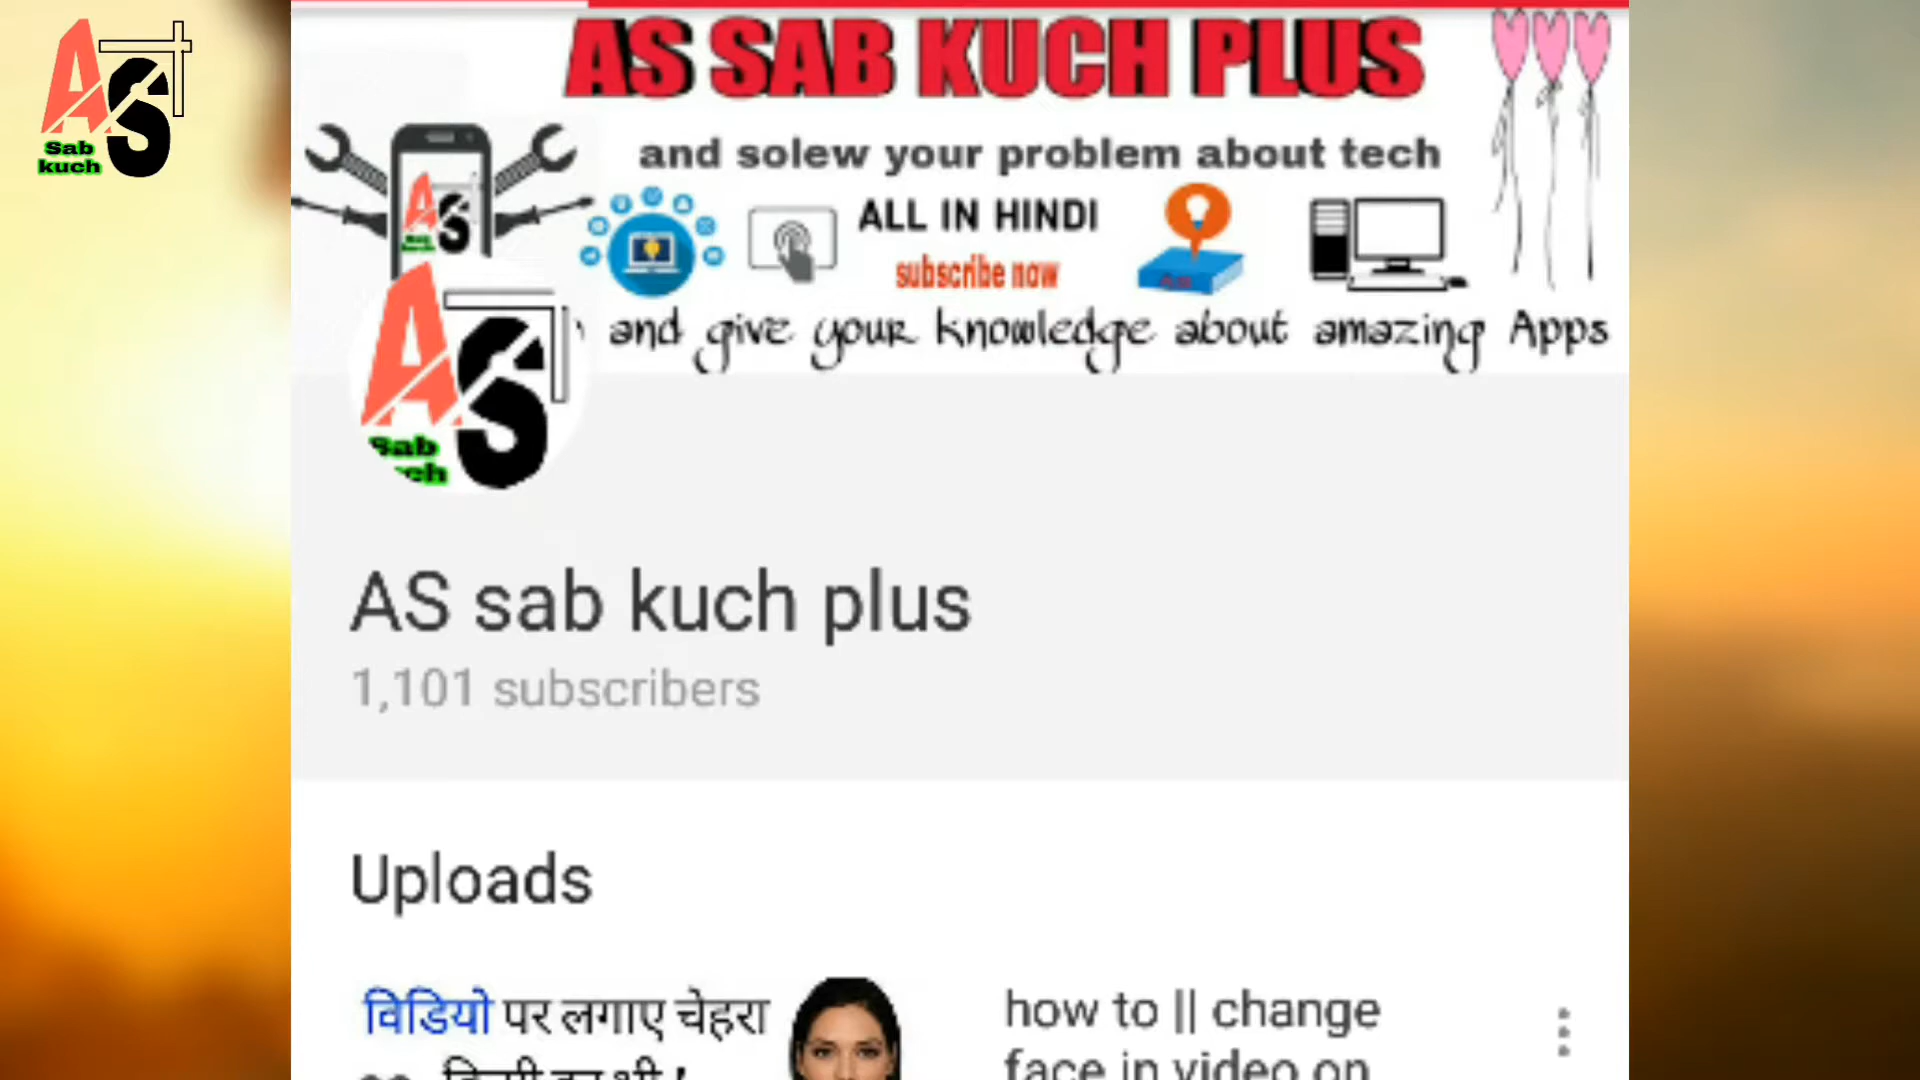 AS
Sab
kuch
AS SAB KUCH PLUS
and solew your problem about tech
ALL IN HINDI
subscribe now
and give your knowledge about amazing Apps
AS
Sab
AS sab kuch plus
1,101 subscribers
Uploads
विडियो पर लगाए चेहरा
how to || change
face in video on